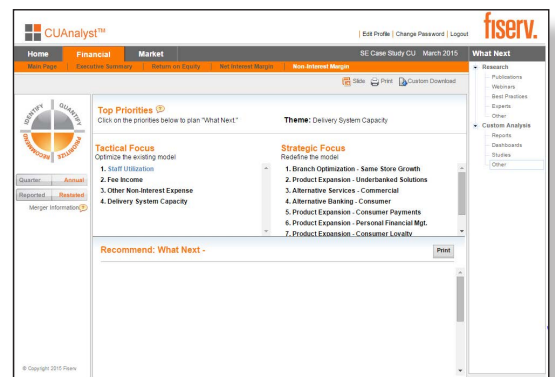 CUAnalyst™
Edit Profile | Change Password | Logout
fiserv.
Home Financial Market
SE Case Study CU March 2015
What Next
Main Page Executive Summary Return on Equity Net Interest Margin Non-Interest Margin
Slide Print Custom Download
Research
Publications
Webinars
Best Practices
Experts
Other
Custom Analysis
Reports
Dashboards
Studies
Other
IDENTIFY QUANTIFY PRIORITIZE RECOMMEND
Quarter Annual
Reported Restated
Merger Information
Top Priorities
Click on the priorities below to plan "What Next."
Theme: Delivery System Capacity
Tactical Focus
Optimize the existing model
1. Staff Utilization
2. Fee Income
3. Other Non-Interest Expense
4. Delivery System Capacity
Strategic Focus
Redefine the model
1. Branch Optimization - Same Store Growth
2. Product Expansion - Underbanked Solutions
3. Alternative Services - Commercial
4. Alternative Banking - Consumer
5. Product Expansion - Consumer Payments
6. Product Expansion - Personal Financial Mgt.
7. Product Expansion - Consumer Loyalty
Recommend: What Next -
Print
© Copyright 2015 Fiserv